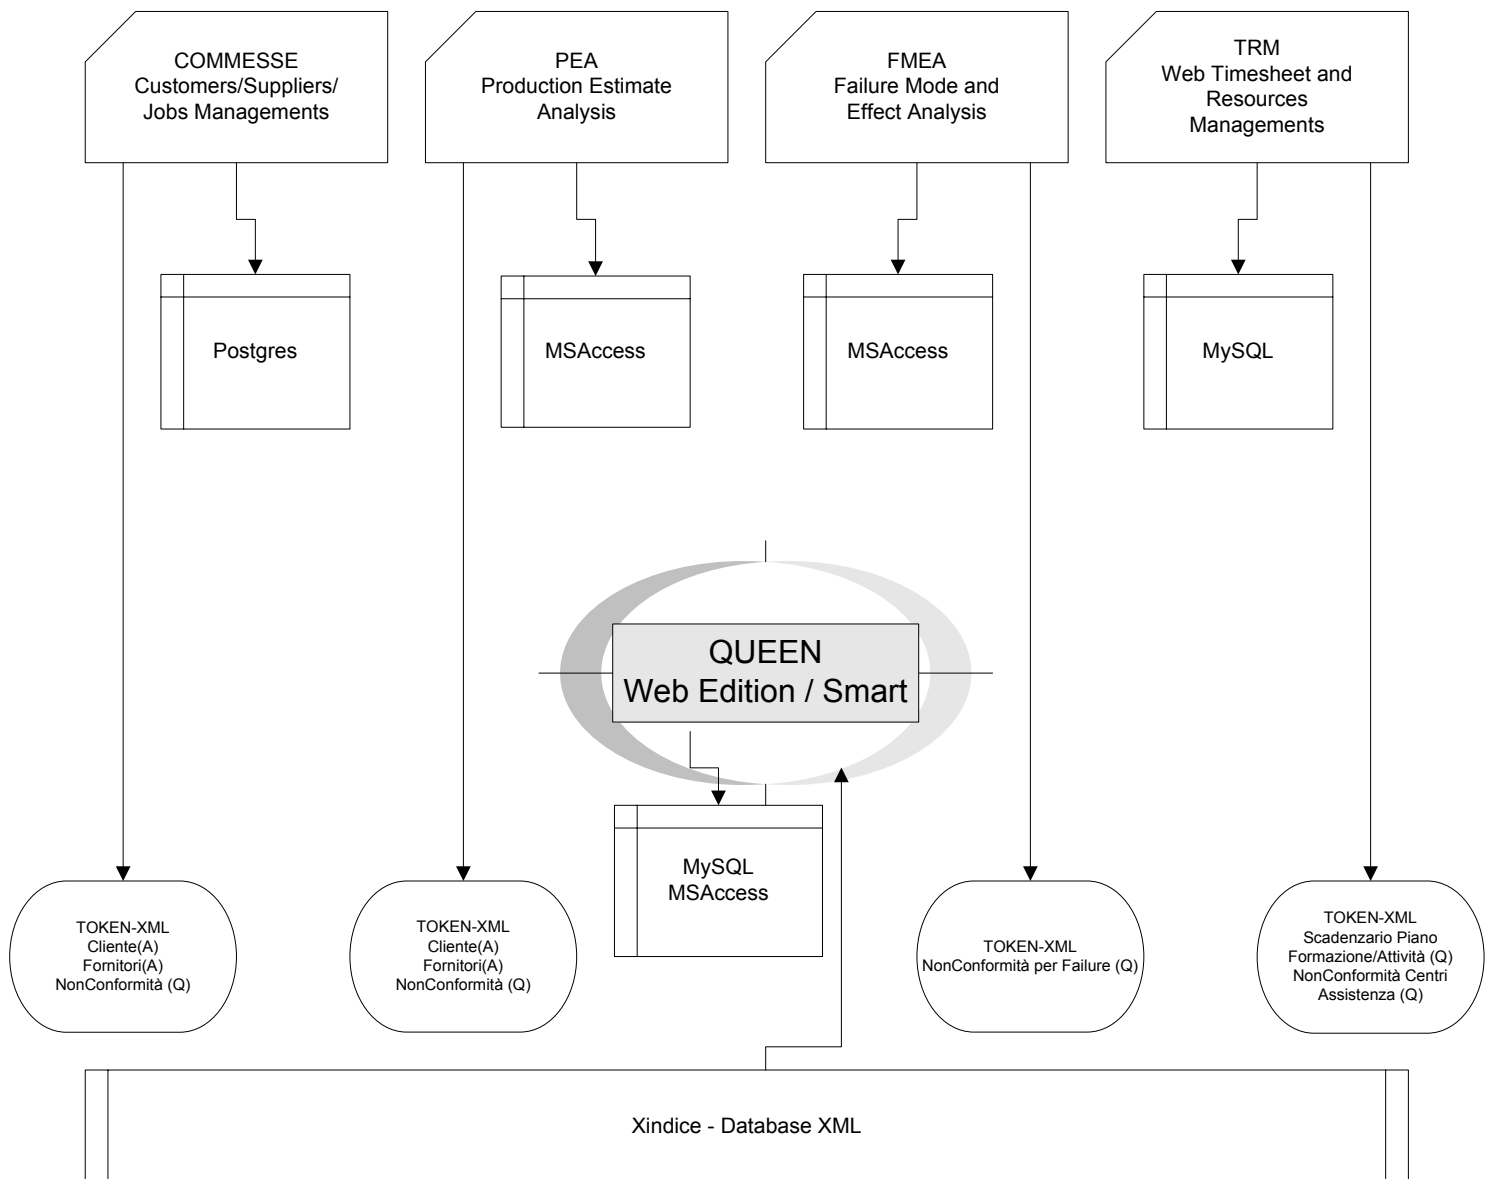 COMMESSE
Customers/Suppliers/
Jobs Managements
PEA
Production Estimate
Analysis
FMEA
Failure Mode and
Effect Analysis
TRM
Web Timesheet and
Resources
Managements
Postgres
MSAccess
MSAccess
MySQL
QUEEN
Web Edition / Smart
MySQL
MSAccess
TOKEN-XML
Cliente(A)
Fornitori(A)
NonConformità (Q)
TOKEN-XML
Cliente(A)
Fornitori(A)
NonConformità (Q)
TOKEN-XML
NonConformità per Failure (Q)
TOKEN-XML
Scadenzario Piano
Formazione/Attività (Q)
NonConformità Centri
Assistenza (Q)
Xindice - Database XML